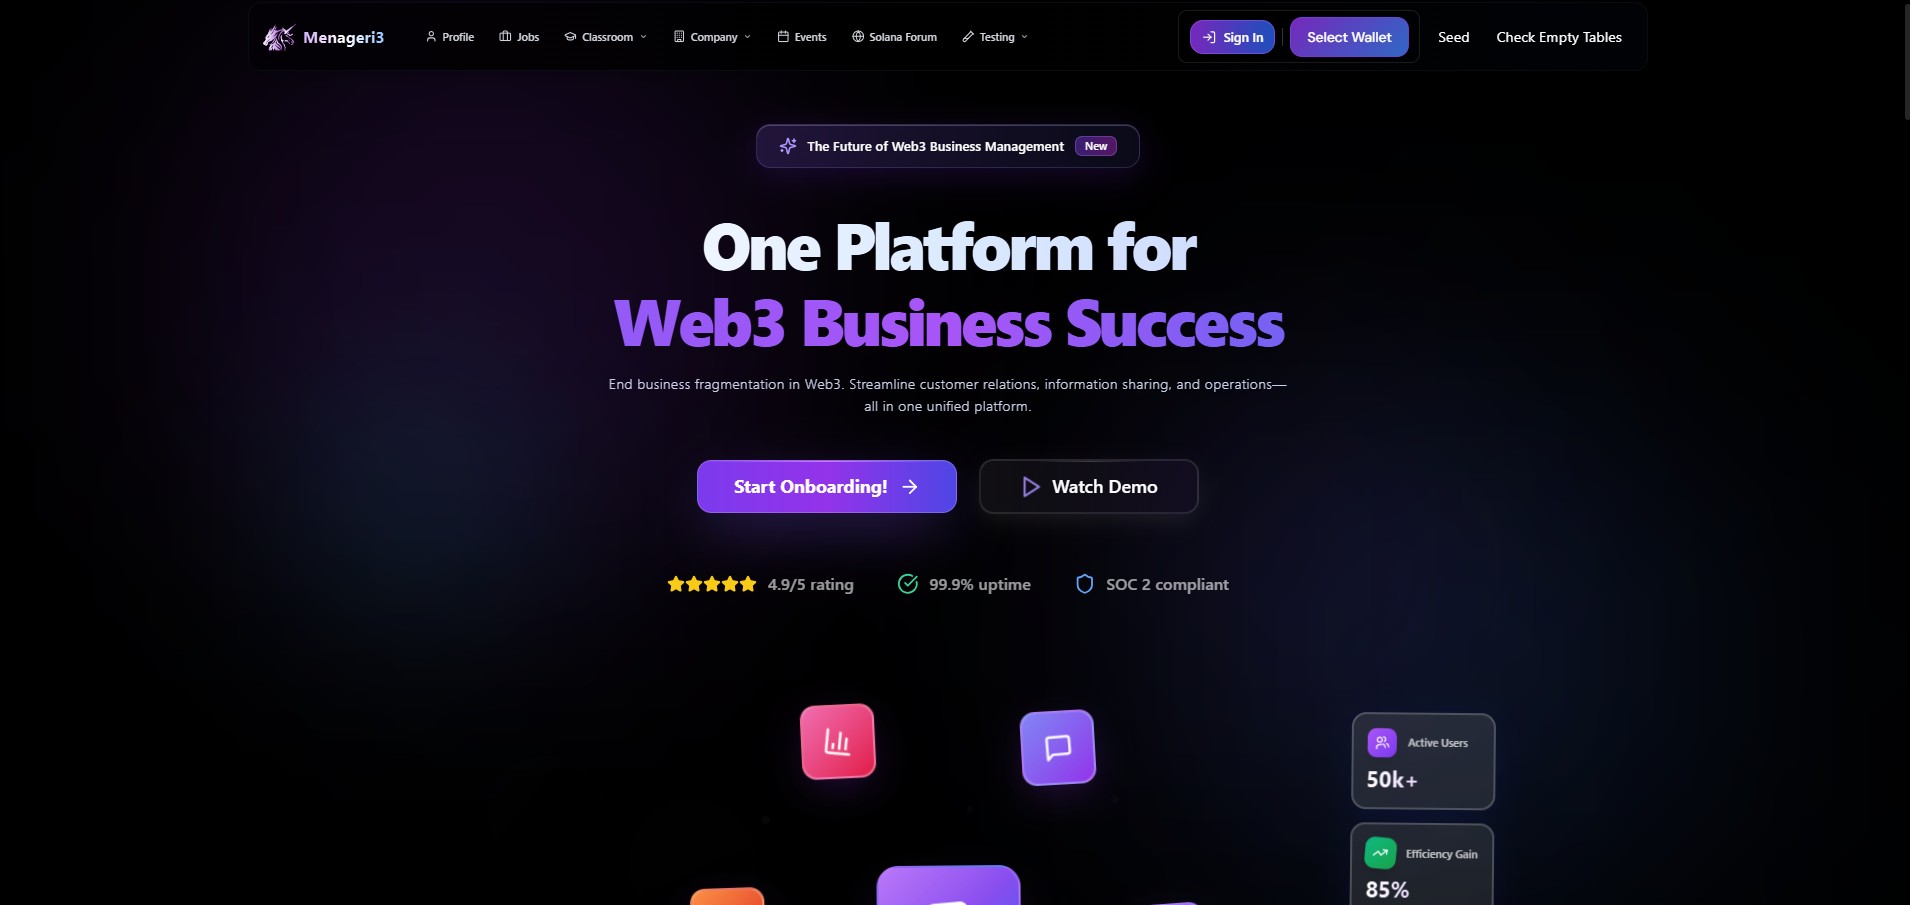 Menageri3
Profile
Jobs
Classroom
Company
Events
Solana Forum
Testing
Sign In
Select Wallet
Seed
Check Empty Tables
The Future of Web3 Business Management
New
One Platform for
Web3 Business Success
End business fragmentation in Web3. Streamline customer relations, information sharing, and operations—
all in one unified platform.
Start Onboarding!
Watch Demo
4.9/5 rating
99.9% uptime
SOC 2 compliant
Active Users
50k+
Efficiency Gain
85%